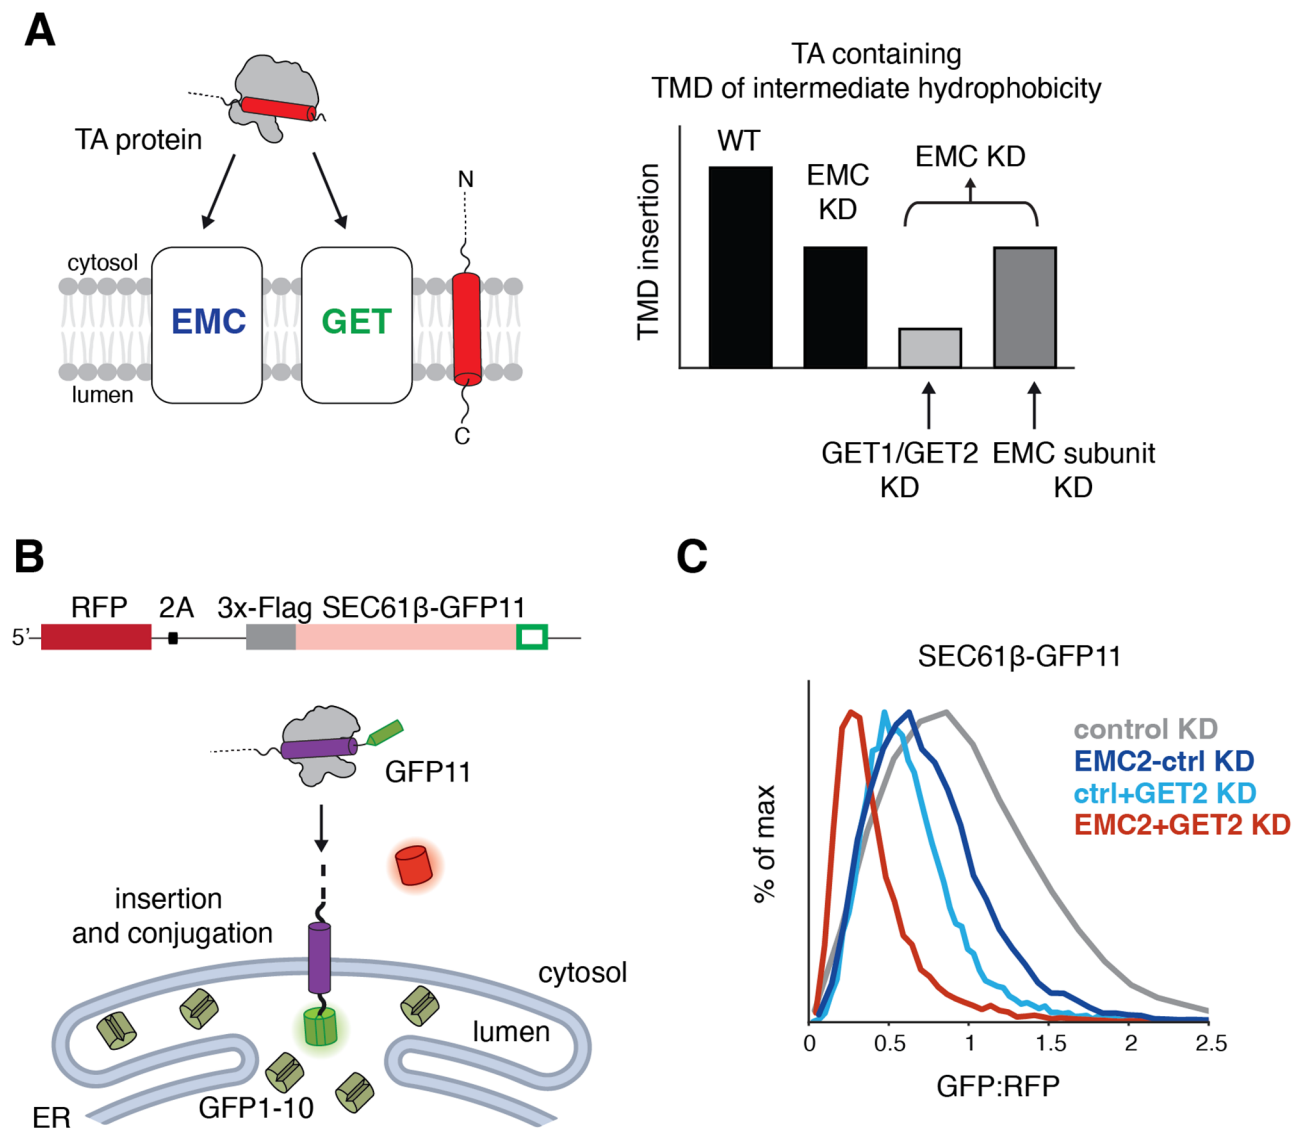 A
TA protein
N
cytosol
EMC
GET
lumen
C
TA containing
TMD of intermediate hydrophobicity
TMD insertion
WT
EMC
KD
EMC KD
GET1/GET2
KD
EMC subunit
KD
B
RFP 2A 3x-Flag SEC61β-GFP11
5'
GFP11
insertion
and conjugation
cytosol
lumen
GFP1-10
ER
C
SEC61β-GFP11
% of max
control KD
EMC2-ctrl KD
ctrl+GET2 KD
EMC2+GET2 KD
0 0.5 1 1.5 2 2.5
GFP:RFP